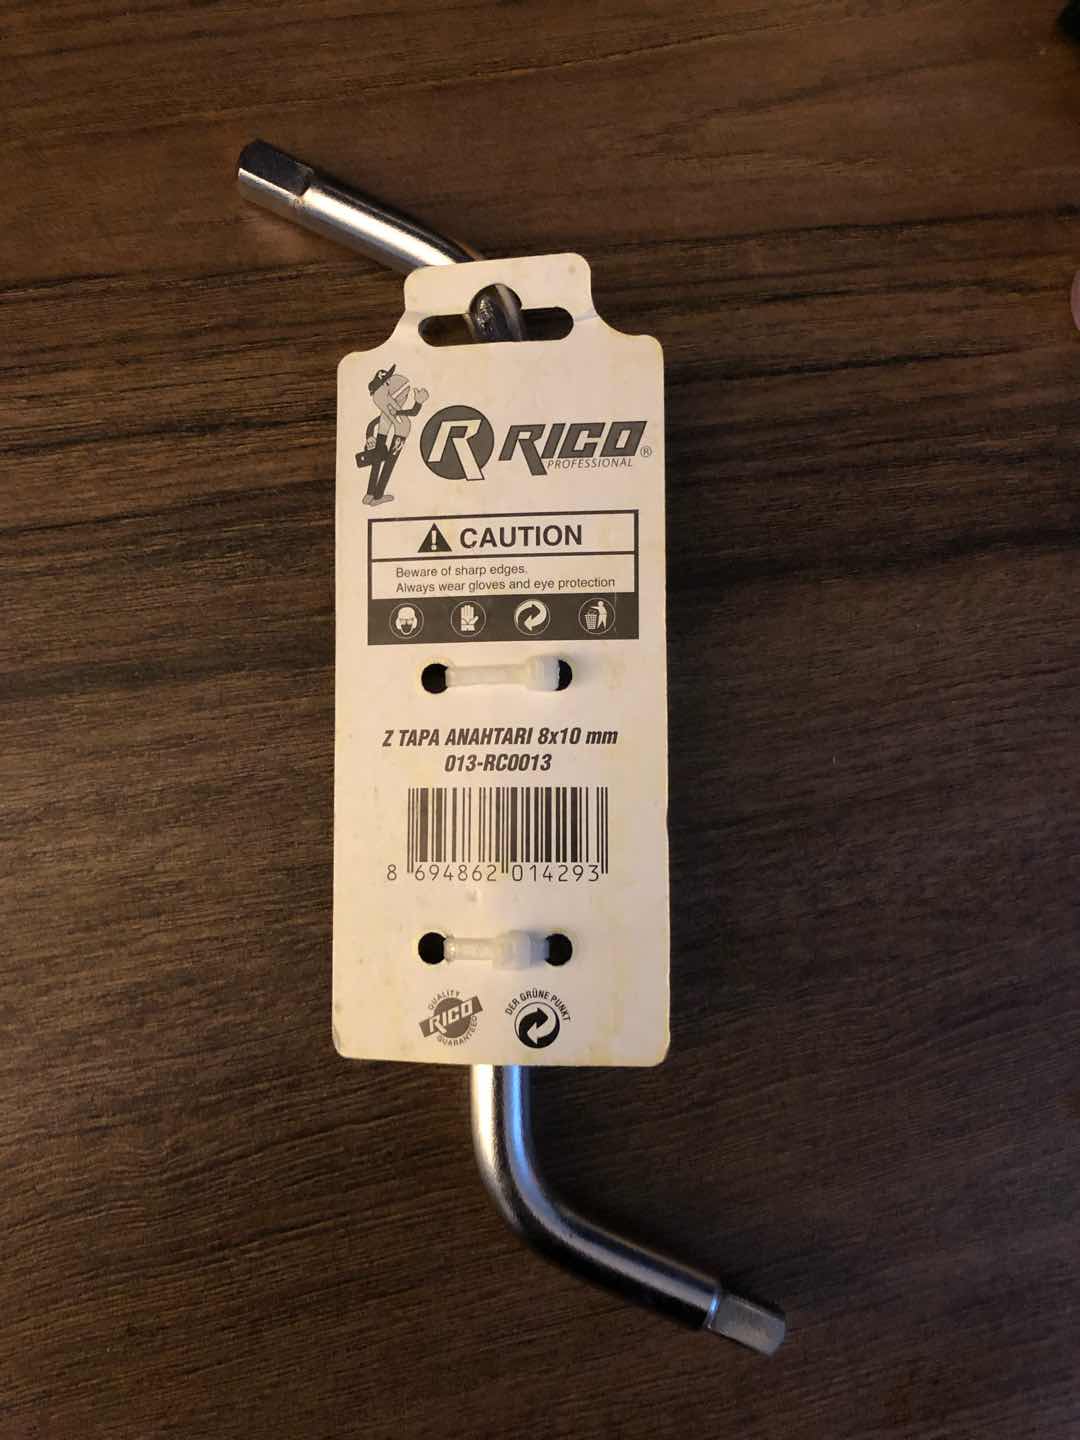 RICO®
PROFESSIONAL
CAUTION
Beware of sharp edges.
Always wear gloves and eye protection
Z TAPA ANAHTARI 8x10 mm
013-RC0013
8 694862 014293
QUALITY
RICO
GUARANTEED
DER GRÜNE PUNKT